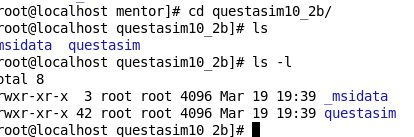 root@localhost mentor]# cd questasim10_2b/
root@localhost questasim10_2b]# ls
msidata questasim
root@localhost questasim10_2b]# ls -l
otal 8
rwxr-xr-x 3 root root 4096 Mar 19 19:39 _msidata
rwxr-xr-x 42 root root 4096 Mar 19 19:39 questasim
root@localhost questasim10_2b]#